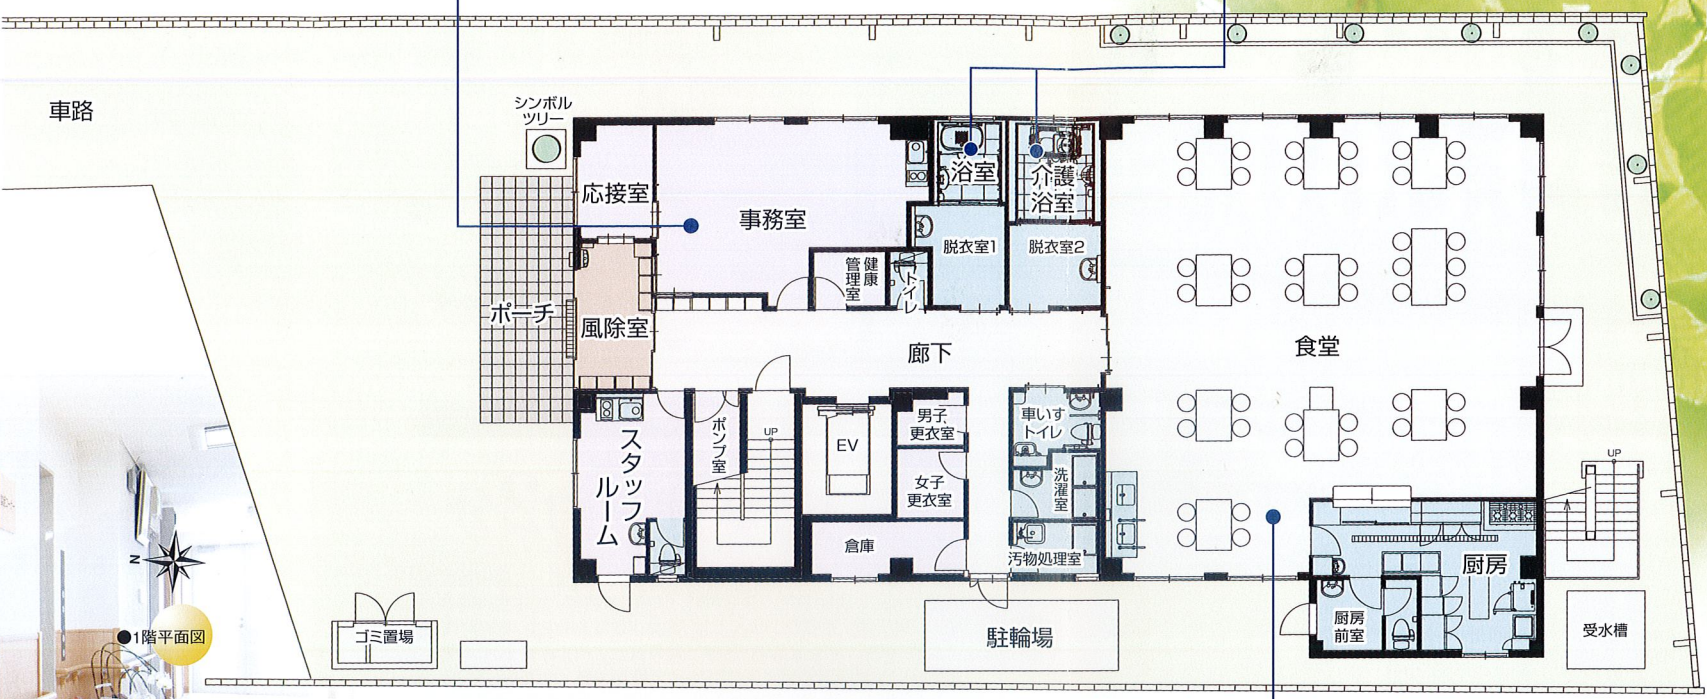 車路
シンボル
ツリー
応接室
事務室
浴室
介護
浴室
脱衣室1
脱衣室2
健康
管理室
トイレ
ポーチ
風除室
廊下
食堂
スタッフ
ルーム
ポンプ室
UP
EV
男子
更衣室
女子
更衣室
倉庫
車いす
トイレ
洗濯室
汚物処理室
UP
厨房
厨房
前室
受水槽
駐輪場
ゴミ置場
N
●1階平面図